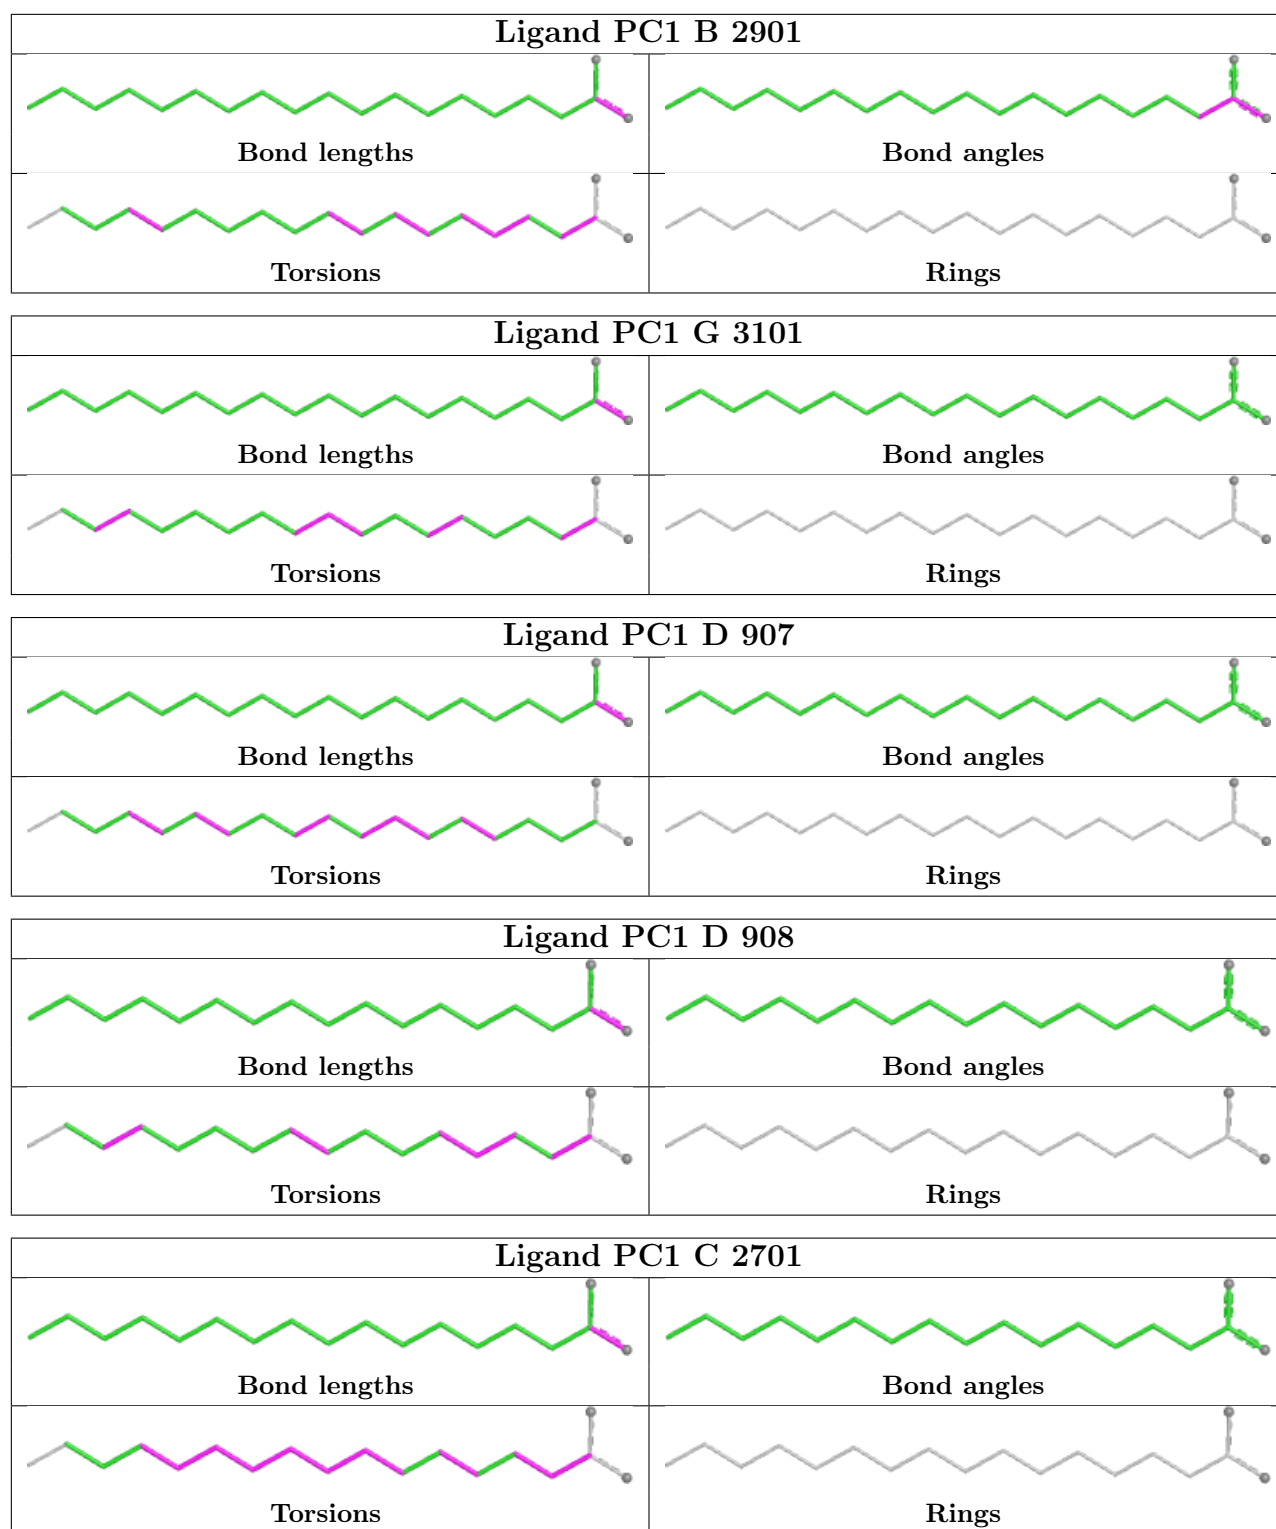 Ligand PC1 B 2901
Bond lengths Bond angles
Torsions Rings
Ligand PC1 G 3101
Bond lengths Bond angles
Torsions Rings
Ligand PC1 D 907
Bond lengths Bond angles
Torsions Rings
Ligand PC1 D 908
Bond lengths Bond angles
Torsions Rings
Ligand PC1 C 2701
Bond lengths Bond angles
Torsions Rings